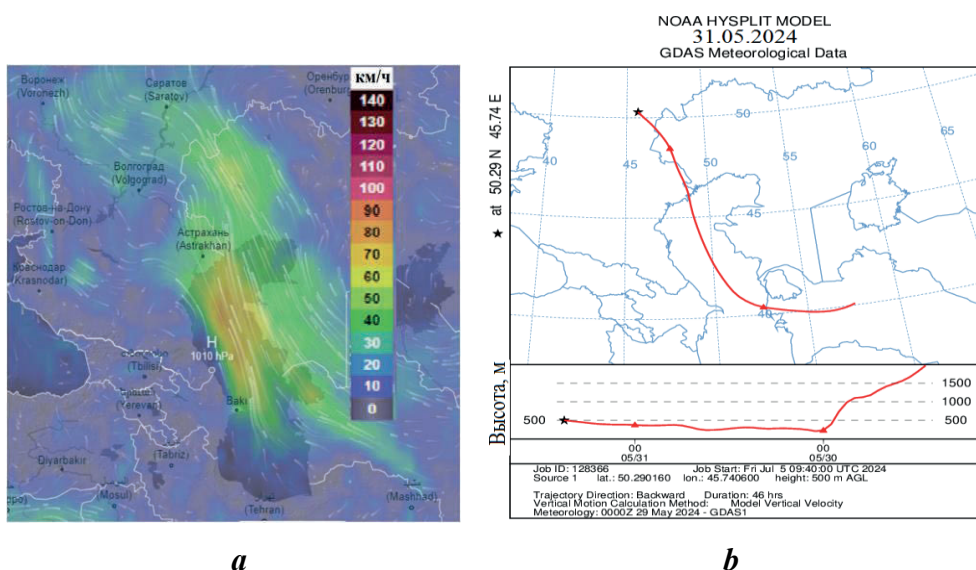 NOAA HYSPLIT MODEL
31.05.2024
GDAS Meteorological Data
Воронеж
(Voronezh)
Саратов
(Saratov)
Оренбур
(Orenburg
км/ч
140
130
120
110
100
90
80
70
60
50
40
30
20
10
0
Волгоград
(Volgograd)
Ростов-на-Дону
(Rostov-on-Don)
Астрахань
(Astrakhan)
Краснодар
(Krasnodar)
H
1010 hPa
(Tbilisi)
(Yerevan)
Baki
(Tabriz)
Diyarbakır
(Mosul)
(Tehran)
(Mashhad)
★ at 50.29 N 45.74 E
40
45
50
55
60
65
50
45
40
Высота, м
500
1500
1000
500
00
05/31
00
05/30
Job ID: 128366 Job Start: Fri Jul 5 09:40:00 UTC 2024
Source 1 lat.: 50.290160 lon.: 45.740600 height: 500 m AGL
Trajectory Direction: Backward Duration: 46 hrs
Vertical Motion Calculation Method: Model Vertical Velocity
Meteorology: 0000Z 29 May 2024 - GDAS1
a
b